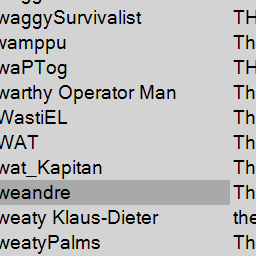 waggySurvivalist TH
wamppu Th
waPTog TH
warthy Operator Man Th
WastiEL Th
WAT Th
wat_Kapitan Th
weandre Th
weaty Klaus-Dieter the
weatyPalms Th